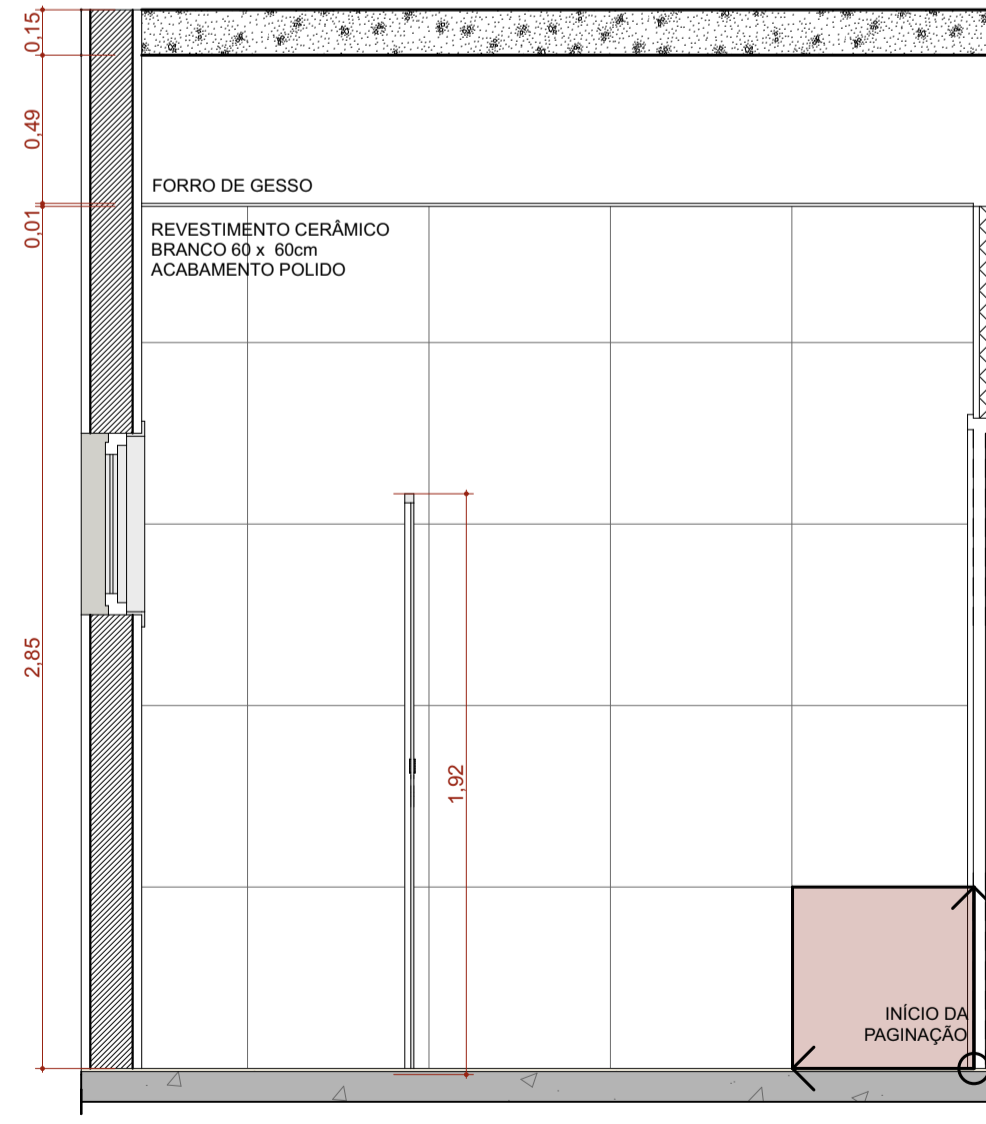 0,15
0,49
FORRO DE GESSO
0,01
REVESTIMENTO CERÂMICO
BRANCO 60 x  60cm
ACABAMENTO POLIDO
2,85
1,92
INÍCIO DA
PAGINAÇÃO